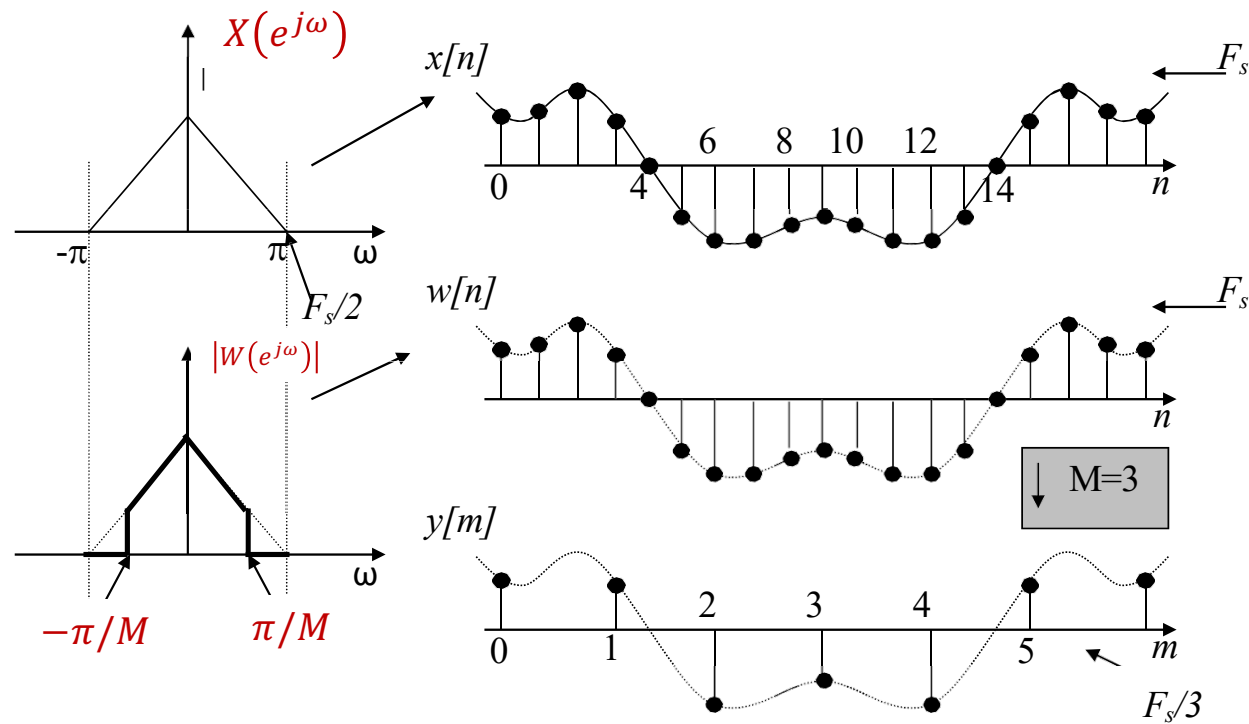 X(e^{jω})
x[n]
F_s
6 8 10 12
0 4 14 n
-π π ω
F_s/2
w[n]
F_s
|W(e^{jω})|
n
M=3
y[m]
ω
2 3 4
-π/M π/M
0 1 5 m
F_s/3